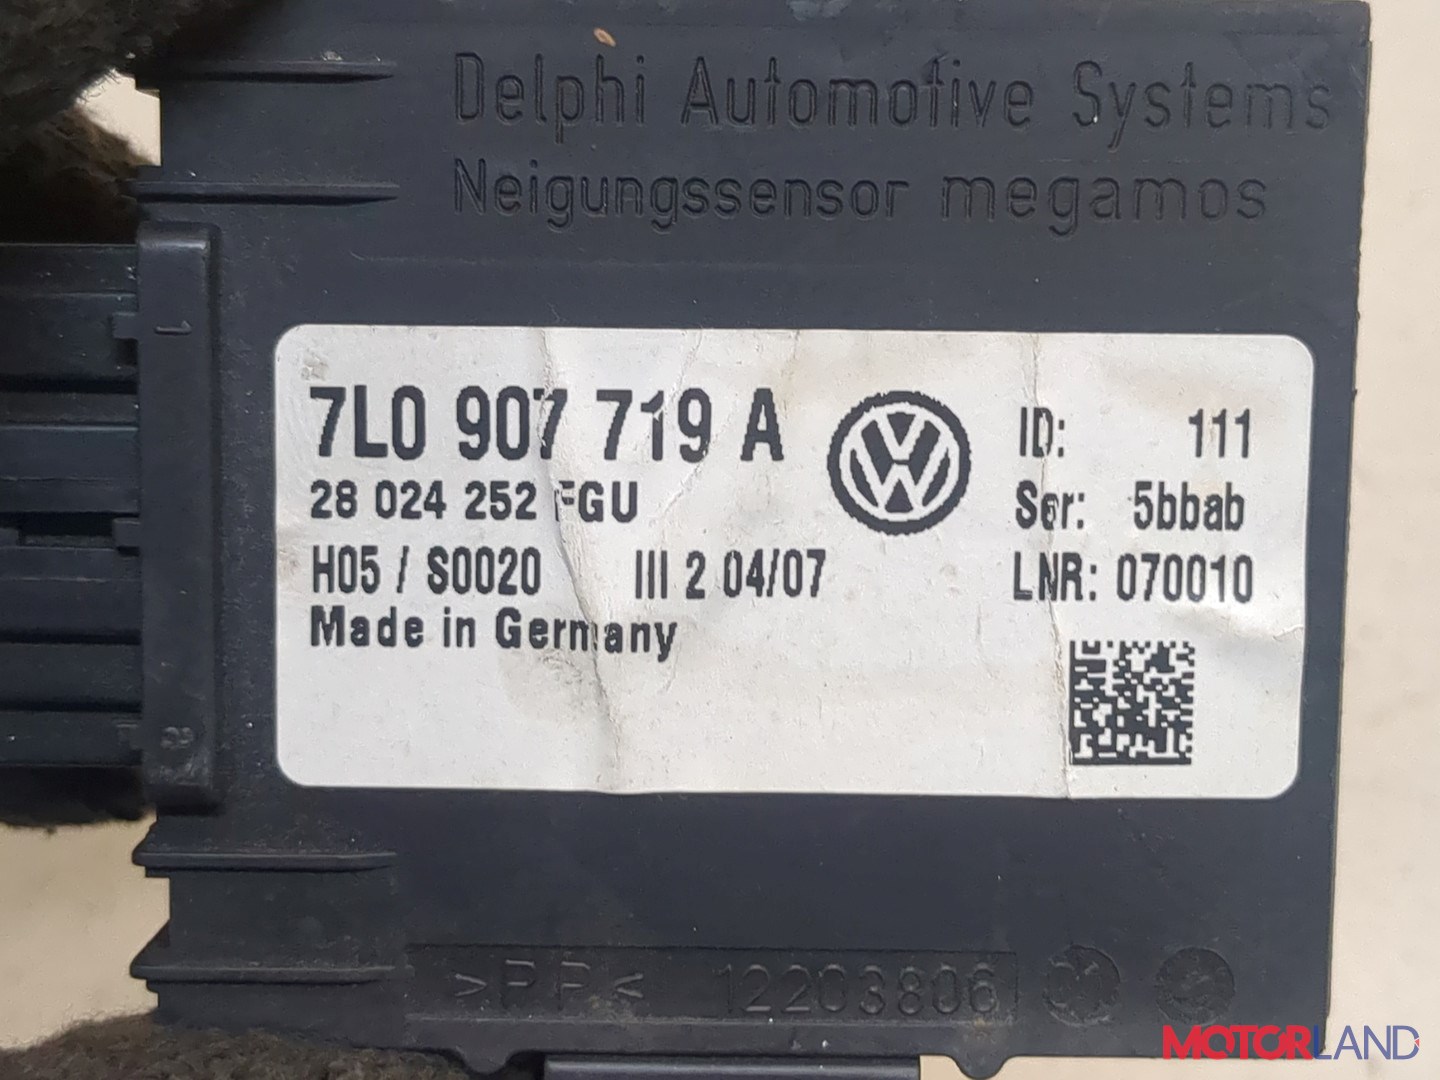 Delphi Automotive Systems
Neigungssensor megamos
1
7L0 907 719 A
ID: 111
28 024 252 FGU
Ser: 5bbab
H05 / S0020 III 2 04/07
LNR: 070010
Made in Germany
>PP< 12203806
MOTORLAND